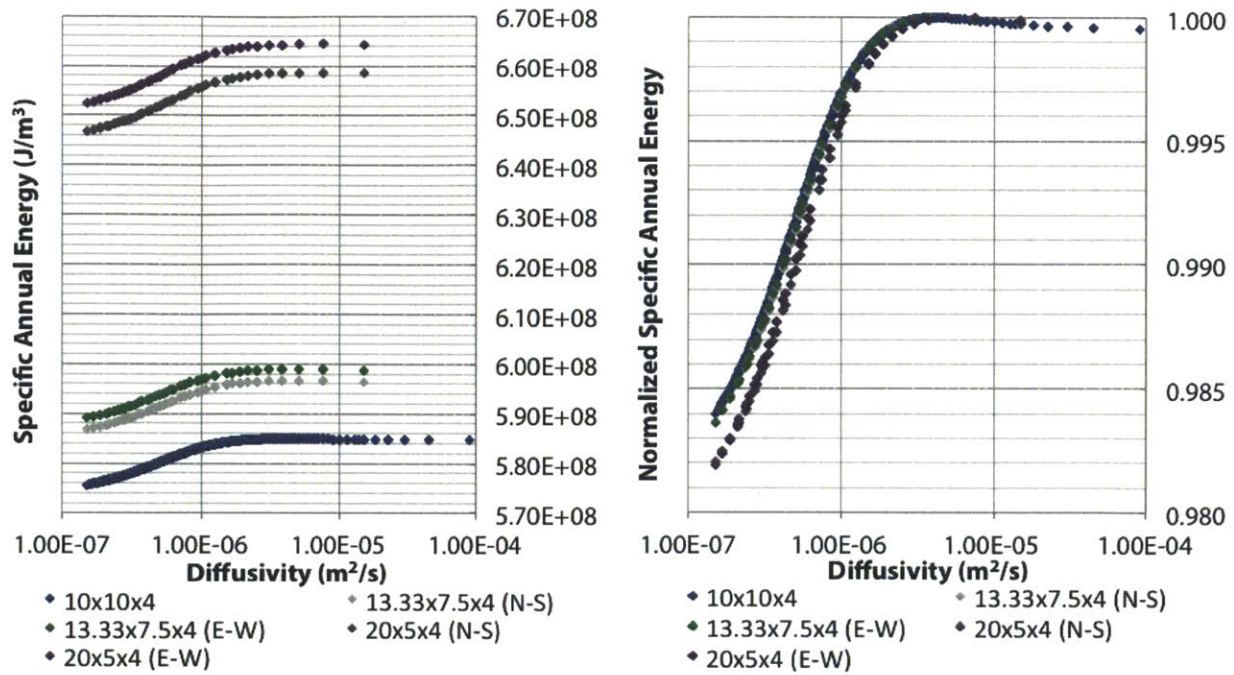 Specific Annual Energy (J/m³)
6.70E+08
6.60E+08
6.50E+08
6.40E+08
6.30E+08
6.20E+08
6.10E+08
6.00E+08
5.90E+08
5.80E+08
5.70E+08
1.00E-07 1.00E-06 1.00E-05 1.00E-04
Diffusivity (m²/s)
10x10x4
13.33x7.5x4 (N-S)
13.33x7.5x4 (E-W)
20x5x4 (N-S)
20x5x4 (E-W)
Normalized Specific Annual Energy
1.000
0.995
0.990
0.985
0.980
1.00E-07 1.00E-06 1.00E-05 1.00E-04
Diffusivity (m²/s)
10x10x4
13.33x7.5x4 (N-S)
13.33x7.5x4 (E-W)
20x5x4 (N-S)
20x5x4 (E-W)